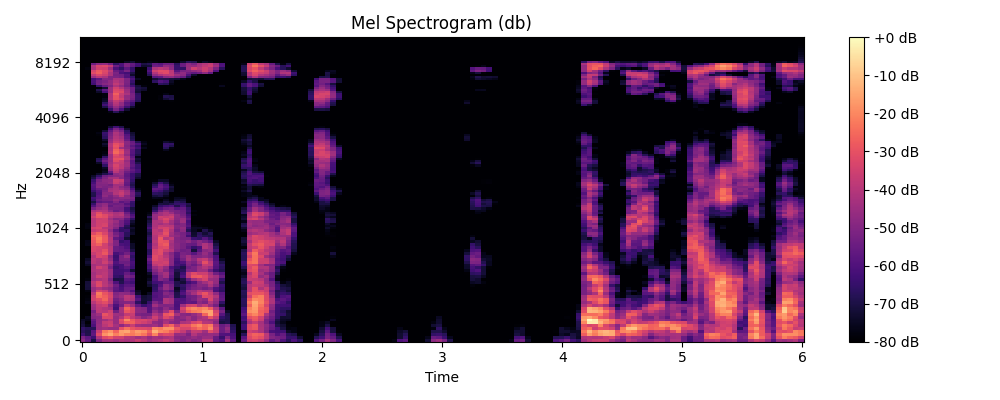 Mel Spectrogram (db)
Hz
8192
4096
2048
1024
512
0
0 1 2 3 4 5 6
Time
+0 dB
-10 dB
-20 dB
-30 dB
-40 dB
-50 dB
-60 dB
-70 dB
-80 dB